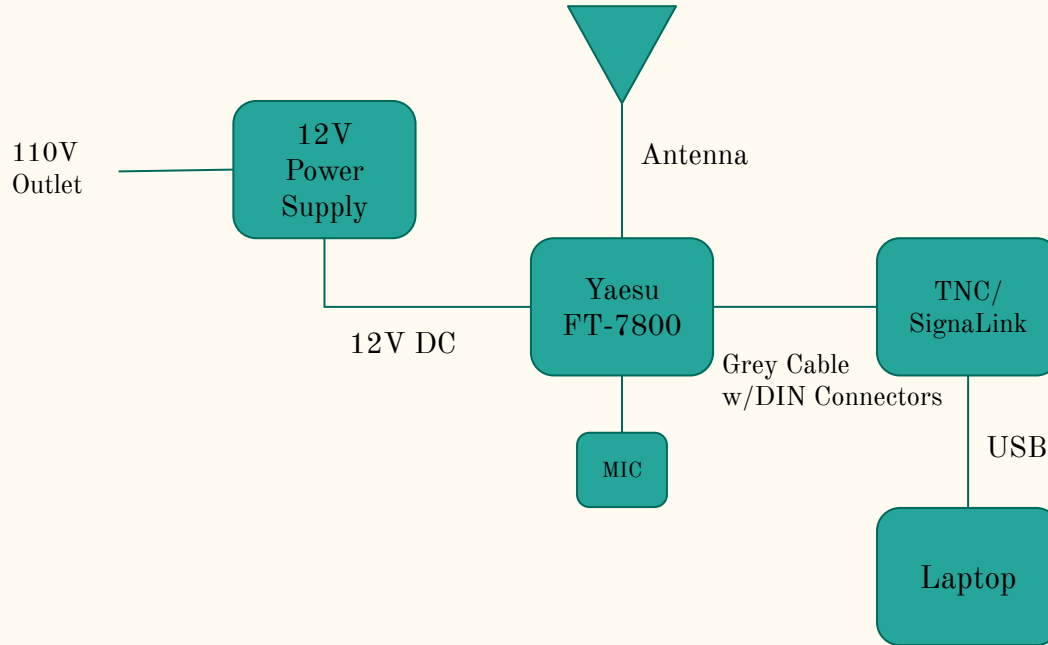 110V
Outlet
12V
Power
Supply
Antenna
12V DC
Yaesu
FT-7800
Grey Cable
w/DIN Connectors
TNC/
SignaLink
MIC
USB
Laptop